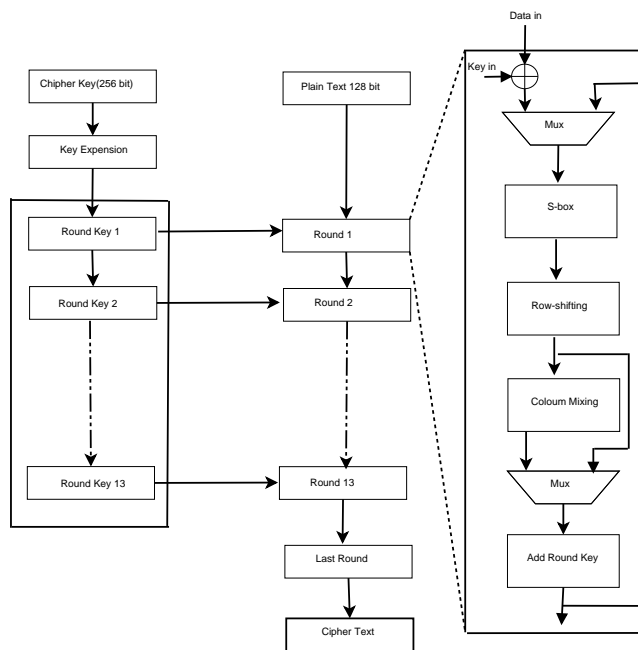 Chipher Key(256 bit)
Key Expension
Round Key 1
Round Key 2
Round Key 13
Plain Text 128 bit
Round 1
Round 2
Round 13
Last Round
Cipher Text
Data in
Key in
Mux
S-box
Row-shifting
Coloum Mixing
Mux
Add Round Key